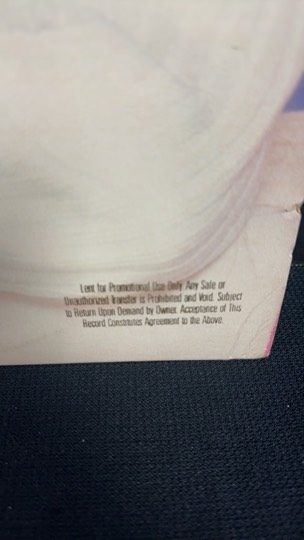 Lent for Promotional Use Only Any Sale or
Unauthorized Transfer is Prohibited and Void. Subject
to Return Upon Demand by Owner. Acceptance of This
Record Constitutes Agreement to the Above.